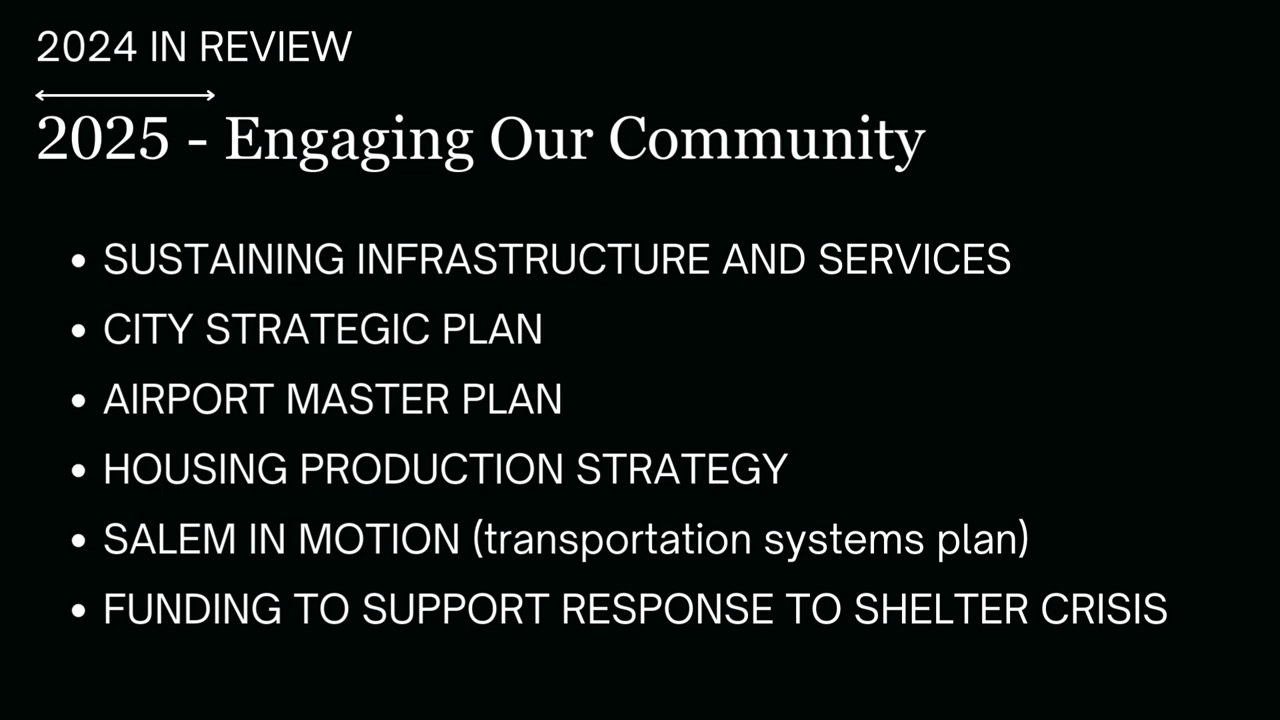 2024 IN REVIEW
2025 - Engaging Our Community
• SUSTAINING INFRASTRUCTURE AND SERVICES
• CITY STRATEGIC PLAN
• AIRPORT MASTER PLAN
• HOUSING PRODUCTION STRATEGY
• SALEM IN MOTION (transportation systems plan)
• FUNDING TO SUPPORT RESPONSE TO SHELTER CRISIS